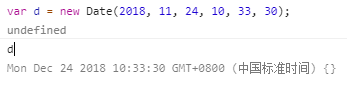 var d = new Date(2018, 11, 24, 10, 33, 30);
undefined
d
Mon Dec 24 2018 10:33:30 GMT+0800 (中国标准时间) {}